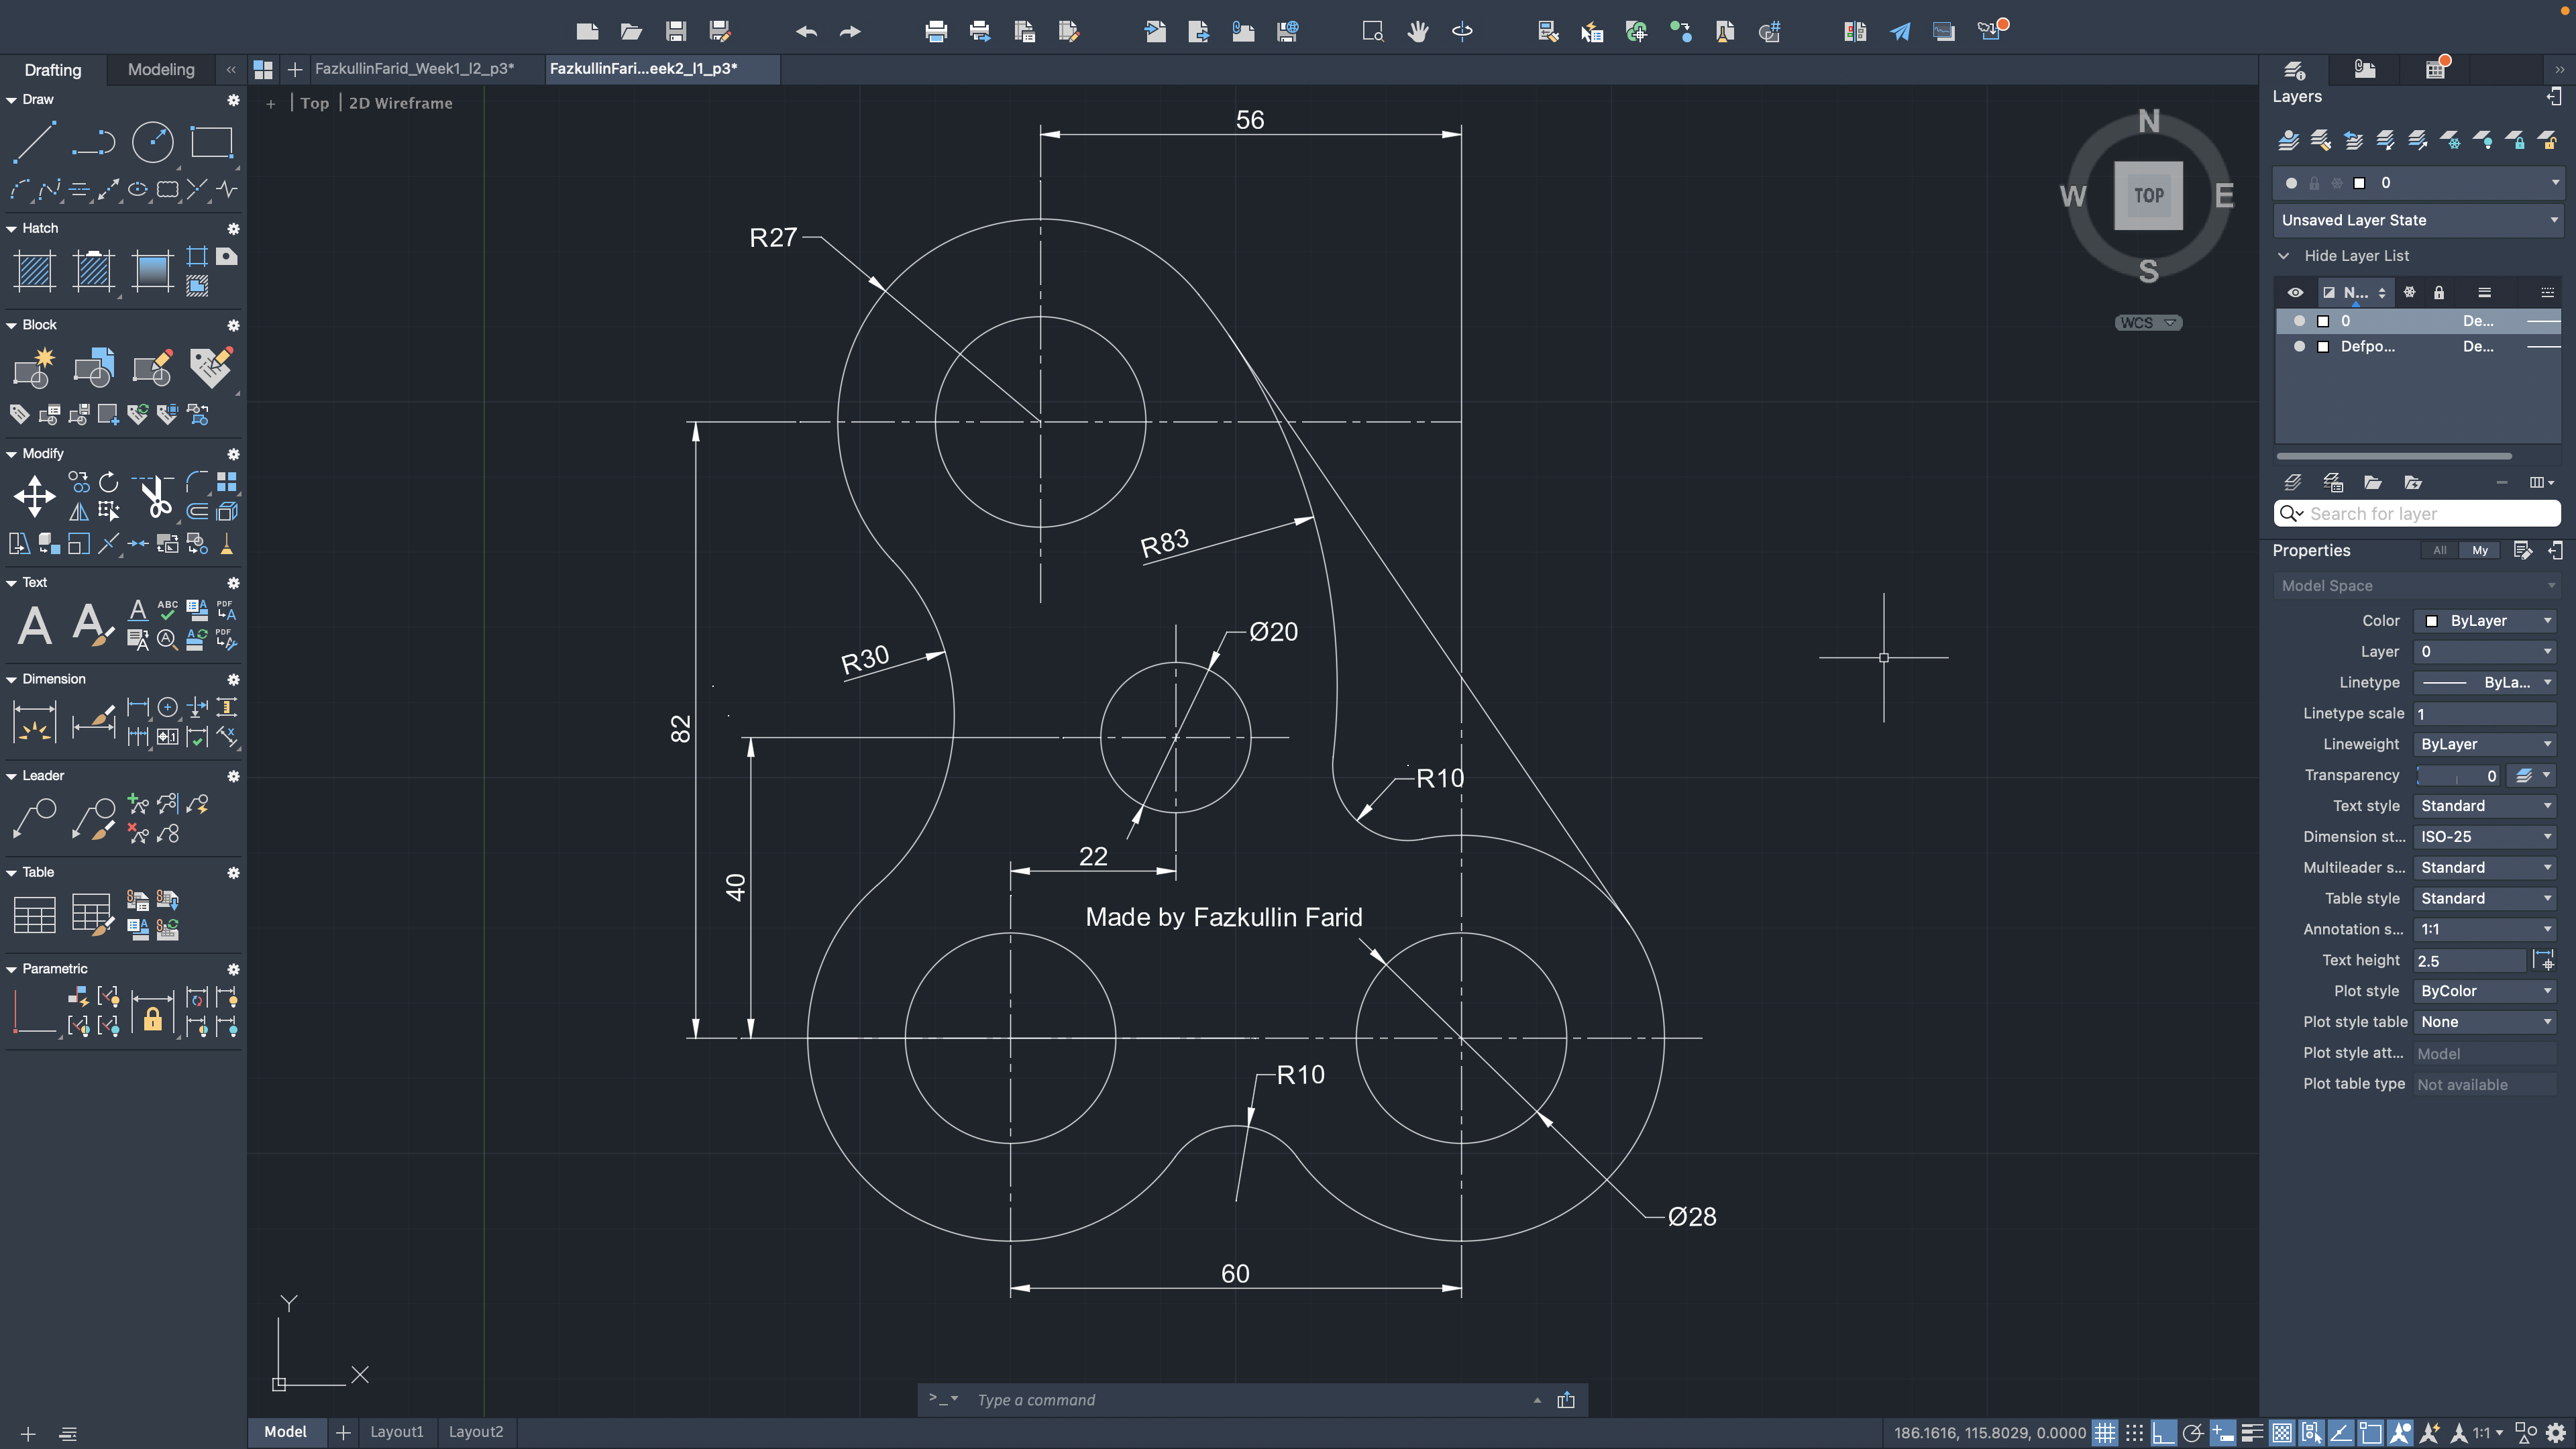 Drafting
Modeling
FazkullinFarid_Week1_l2_p3*
FazkullinFari...eek2_l1_p3*
Draw
Hatch
Block
Modify
Text
ABC
PDF
PDF
Dimension
Leader
Table
Parametric
+ | Top | 2D Wireframe
56
R27
R83
Ø20
R30
82
R10
22
40
Made by Fazkullin Farid
R10
Ø28
60
Y
X
N
W
TOP
E
S
WCS
>_ Type a command
Model
Layout1
Layout2
186.1616, 115.8029, 0.0000
1:1
Layers
0
Unsaved Layer State
Hide Layer List
N...
0 De...
Defpo... De...
Search for layer
Properties
All
My
Model Space
Color ByLayer
Layer 0
Linetype ByLa...
Linetype scale 1
Lineweight ByLayer
Transparency 0
Text style Standard
Dimension st... ISO-25
Multileader s... Standard
Table style Standard
Annotation s... 1:1
Text height 2.5
Plot style ByColor
Plot style table None
Plot style att... Model
Plot table type Not available